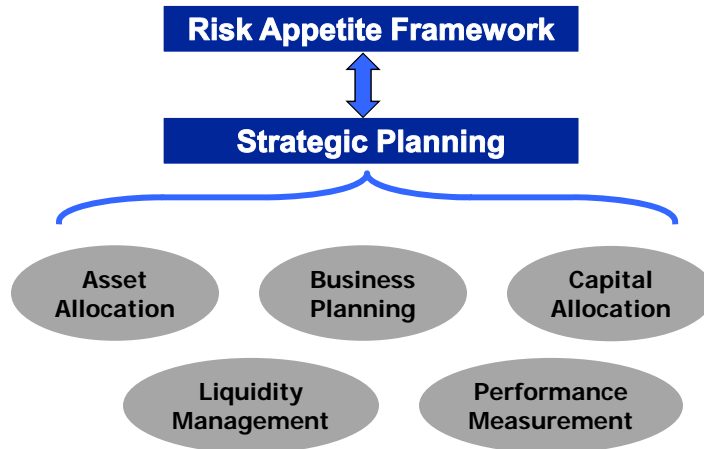 Risk Appetite Framework
Strategic Planning
Asset
Allocation
Business
Planning
Capital
Allocation
Liquidity
Management
Performance
Measurement